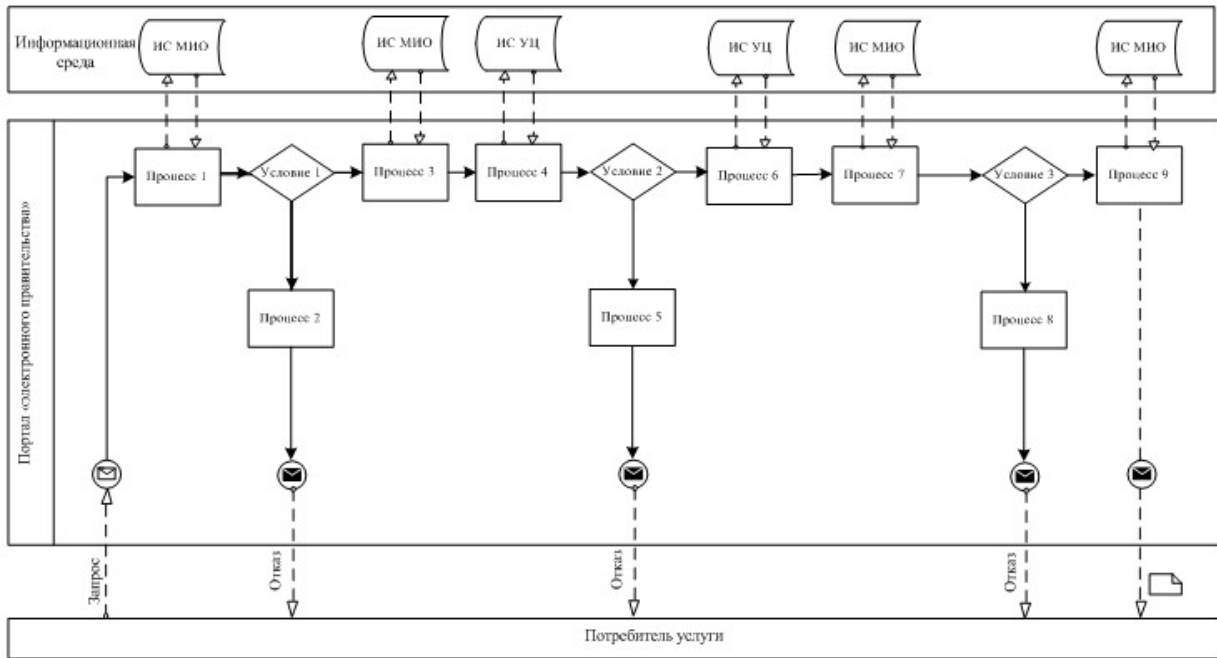 Информационная
среда
ИС МИО
ИС МИО
ИС УЦ
ИС УЦ
ИС МИО
ИС МИО
Портал «электронного правительства»
Процесс 1
Условие 1
Процесс 3
Процесс 4
Условие 2
Процесс 6
Процесс 7
Условие 3
Процесс 9
Процесс 2
Процесс 5
Процесс 8
Запрос
Отказ
Отказ
Отказ
Потребитель услуги